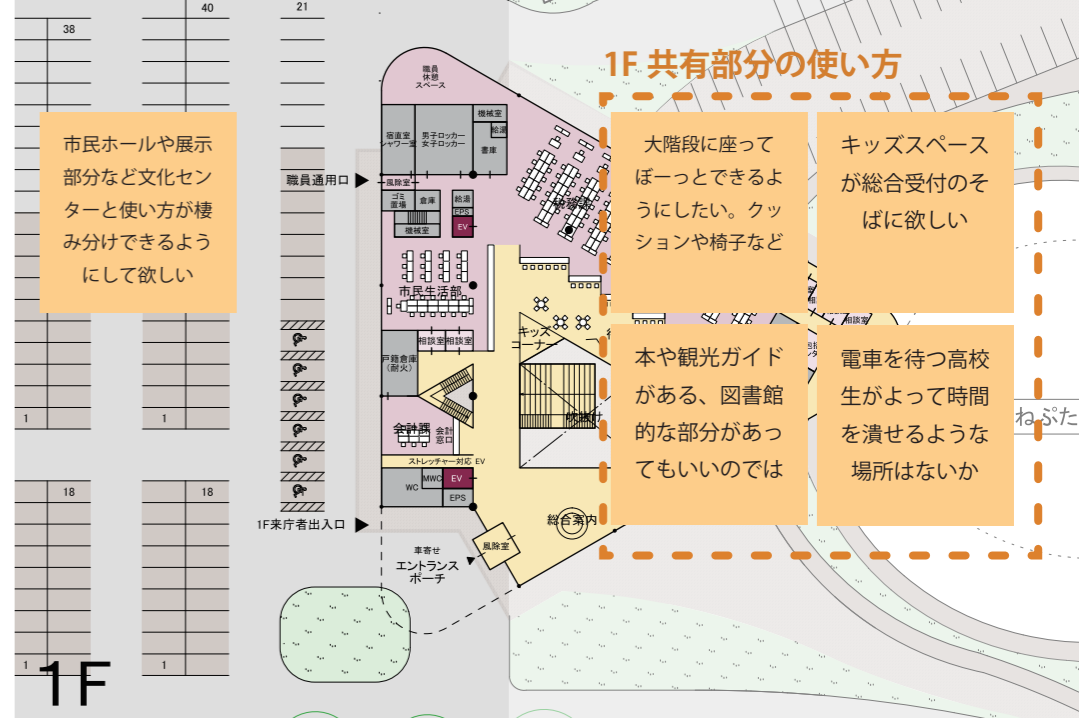 40
21
38
1F 共有部分の使い方
職員
休憩
スペース
機械室
給湯
宿直室
シャワー室
男子ロッカー
女子ロッカー
書庫
市民ホールや展示
部分など文化セン
ターと使い方が棲
み分けできるよう
にして欲しい
大階段に座って
ぼーっとできるよ
うにしたい。クッ
ションや椅子など
キッズスペース
が総合受付のそ
ばに欲しい
職員通用口
風除室
ゴミ
置場
倉庫
給湯
EPS
機械室
EV
市民生活部
相談室
キッズ
コーナー
戸籍倉庫
(耐火)
相談室
相談室
本や観光ガイド
がある、図書館
的な部分があっ
てもいいのでは
電車を待つ高校
生がよって時間
を潰せるような
場所はないか
吹抜け
ねぷた
1
1
会計課
会計
窓口
ストレッチャー対応 EV
WC
MWC
EV
EPS
18
18
1F来庁者出入口
総合案内
車寄せ
風除室
エントランス
ポーチ
1
1
1F